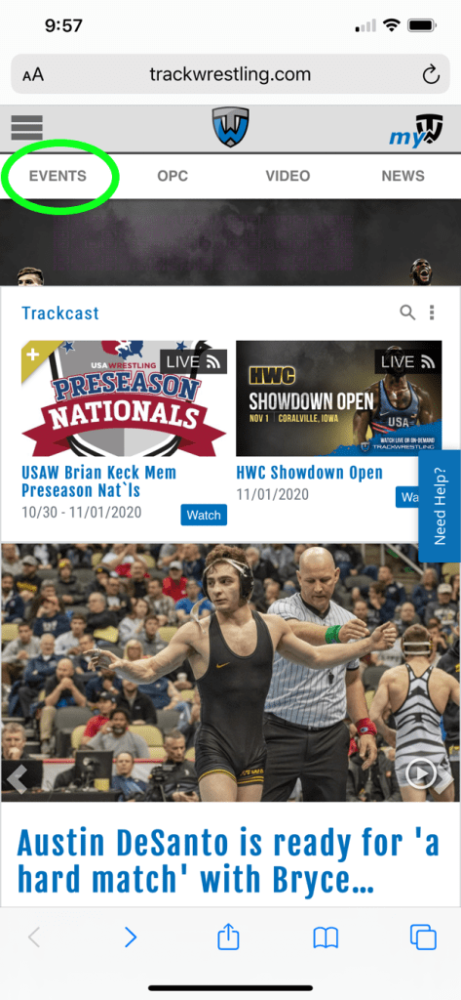 9:57
AA
trackwrestling.com
TW
myTW
EVENTS
OPC
VIDEO
NEWS
Trackcast
LIVE
USA WRESTLING
PRESEASON
NATIONALS
LIVE
HWC
SHOWDOWN OPEN
NOV 1 | CORALVILLE, IOWA
USA
WATCH LIVE OR ON-DEMAND
TRACKWRESTLING
USAW Brian Keck Mem
Preseason Nat`ls
10/30 - 11/01/2020
Watch
HWC Showdown Open
11/01/2020
Wa
Need Help?
Austin DeSanto is ready for 'a
hard match' with Bryce...